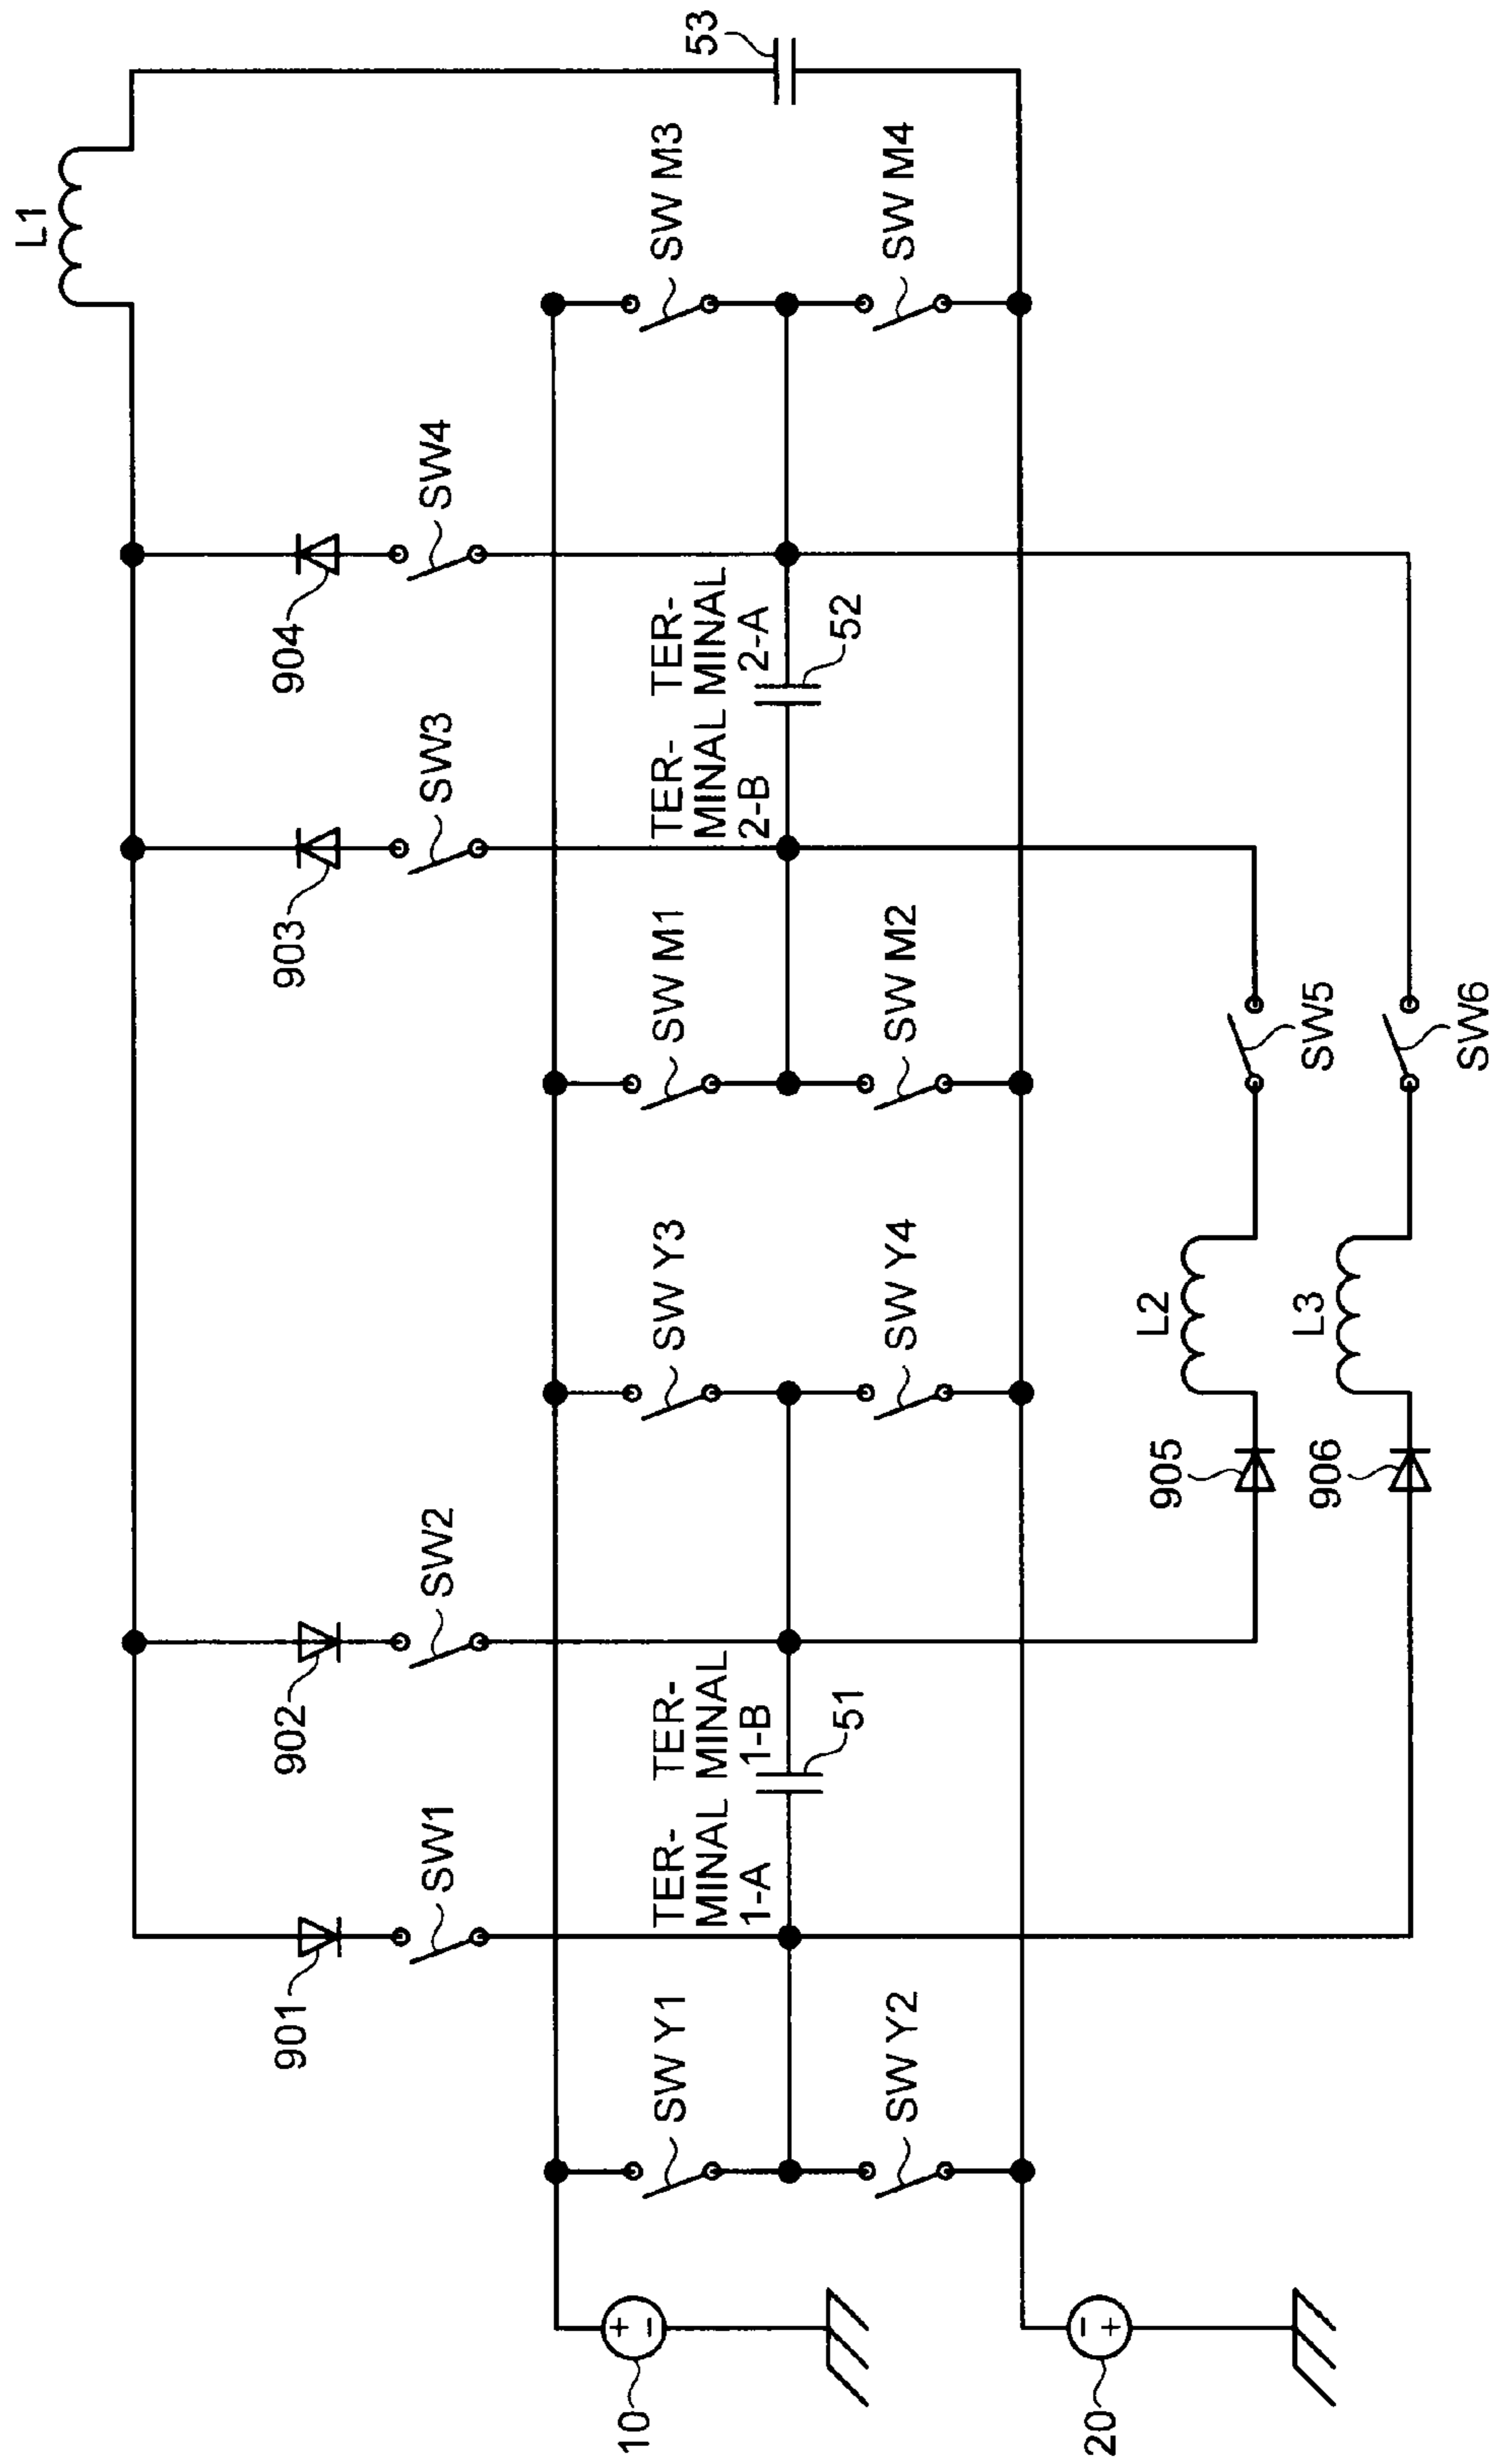 L1
53
SW M3
SW M4
904
SW4
TER-
MINAL
2-A
52
903
SW3
TER-
MINAL
2-B
SW M1
SW M2
SW5
SW6
SW Y3
SW Y4
L2
L3
905
906
902
SW2
TER-
MINAL
1-B
51
901
SW1
TER-
MINAL
1-A
SW Y1
SW Y2
10
+
−
20
−
+